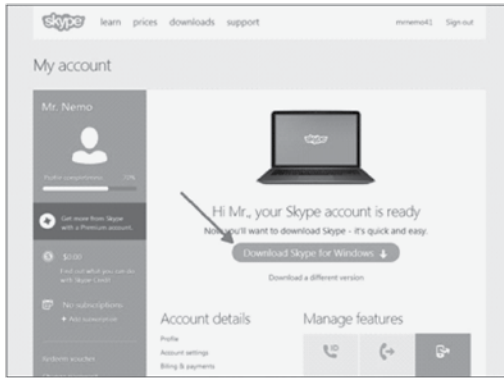 skype learn prices downloads support mrnemo41 Sign out
My account
Mr. Nemo
Profile completeness 70%
Get more from Skype
with a Premium account.
$0.00
Find out what you can do
with Skype Credit
No subscriptions
+ Add subscription
Redeem voucher
skype
Hi Mr., your Skype account is ready
Now you'll want to download Skype - it's quick and easy.
Download Skype for Windows
Download a different version
Account details
Profile
Account settings
Billing & payments
Manage features